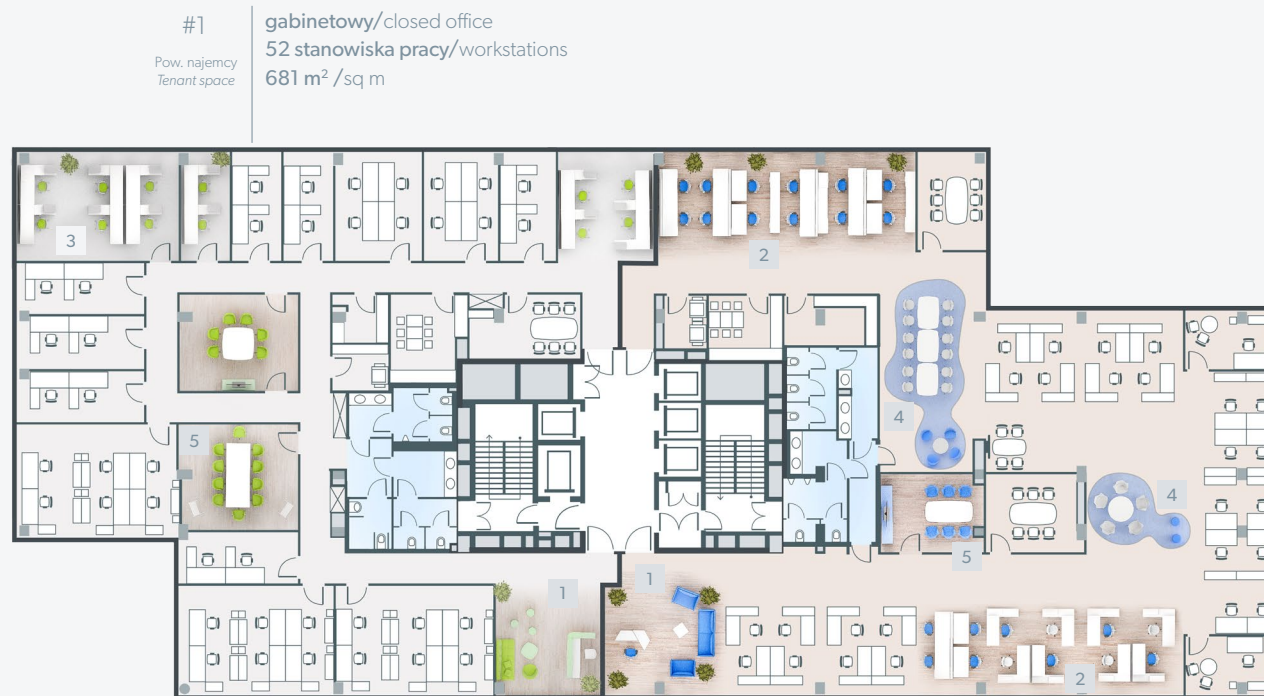 #1
Pow. najemcy
Tenant space
gabinetowy/closed office
52 stanowiska pracy/workstations
681 m² /sq m
3
2
5
4
4
5
1
1
2